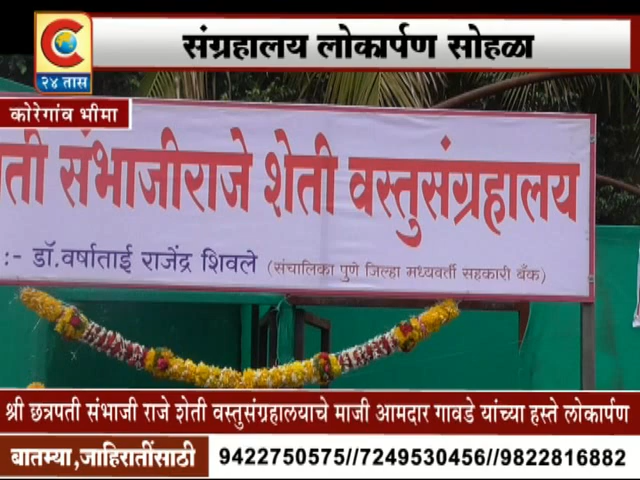 संग्रहालय लोकार्पण सोहळा
C
२४ तास
कोरेगांव भीमा
संभाजीराजे शेती वस्तुसंग्रहालय
:- डॉ.वर्षाताई राजेंद्र शिवले (संचालिका पुणे जिल्हा मध्यवर्ती सहकारी बँक)
श्री छत्रपती संभाजी राजे शेती वस्तुसंग्रहालयाचे माजी आमदार गावडे यांच्या हस्ते लोकार्पण
बातम्या,जाहिरातींसाठी 9422750575//7249530456//9822816882